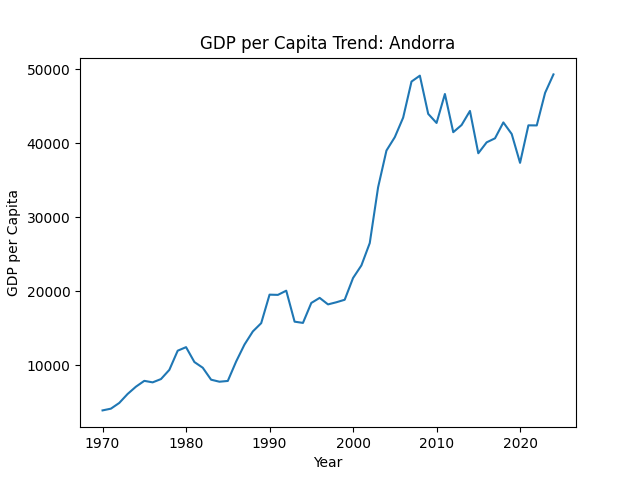 GDP per Capita Trend: Andorra
50000
40000
30000
20000
10000
GDP per Capita
1970 1980 1990 2000 2010 2020
Year